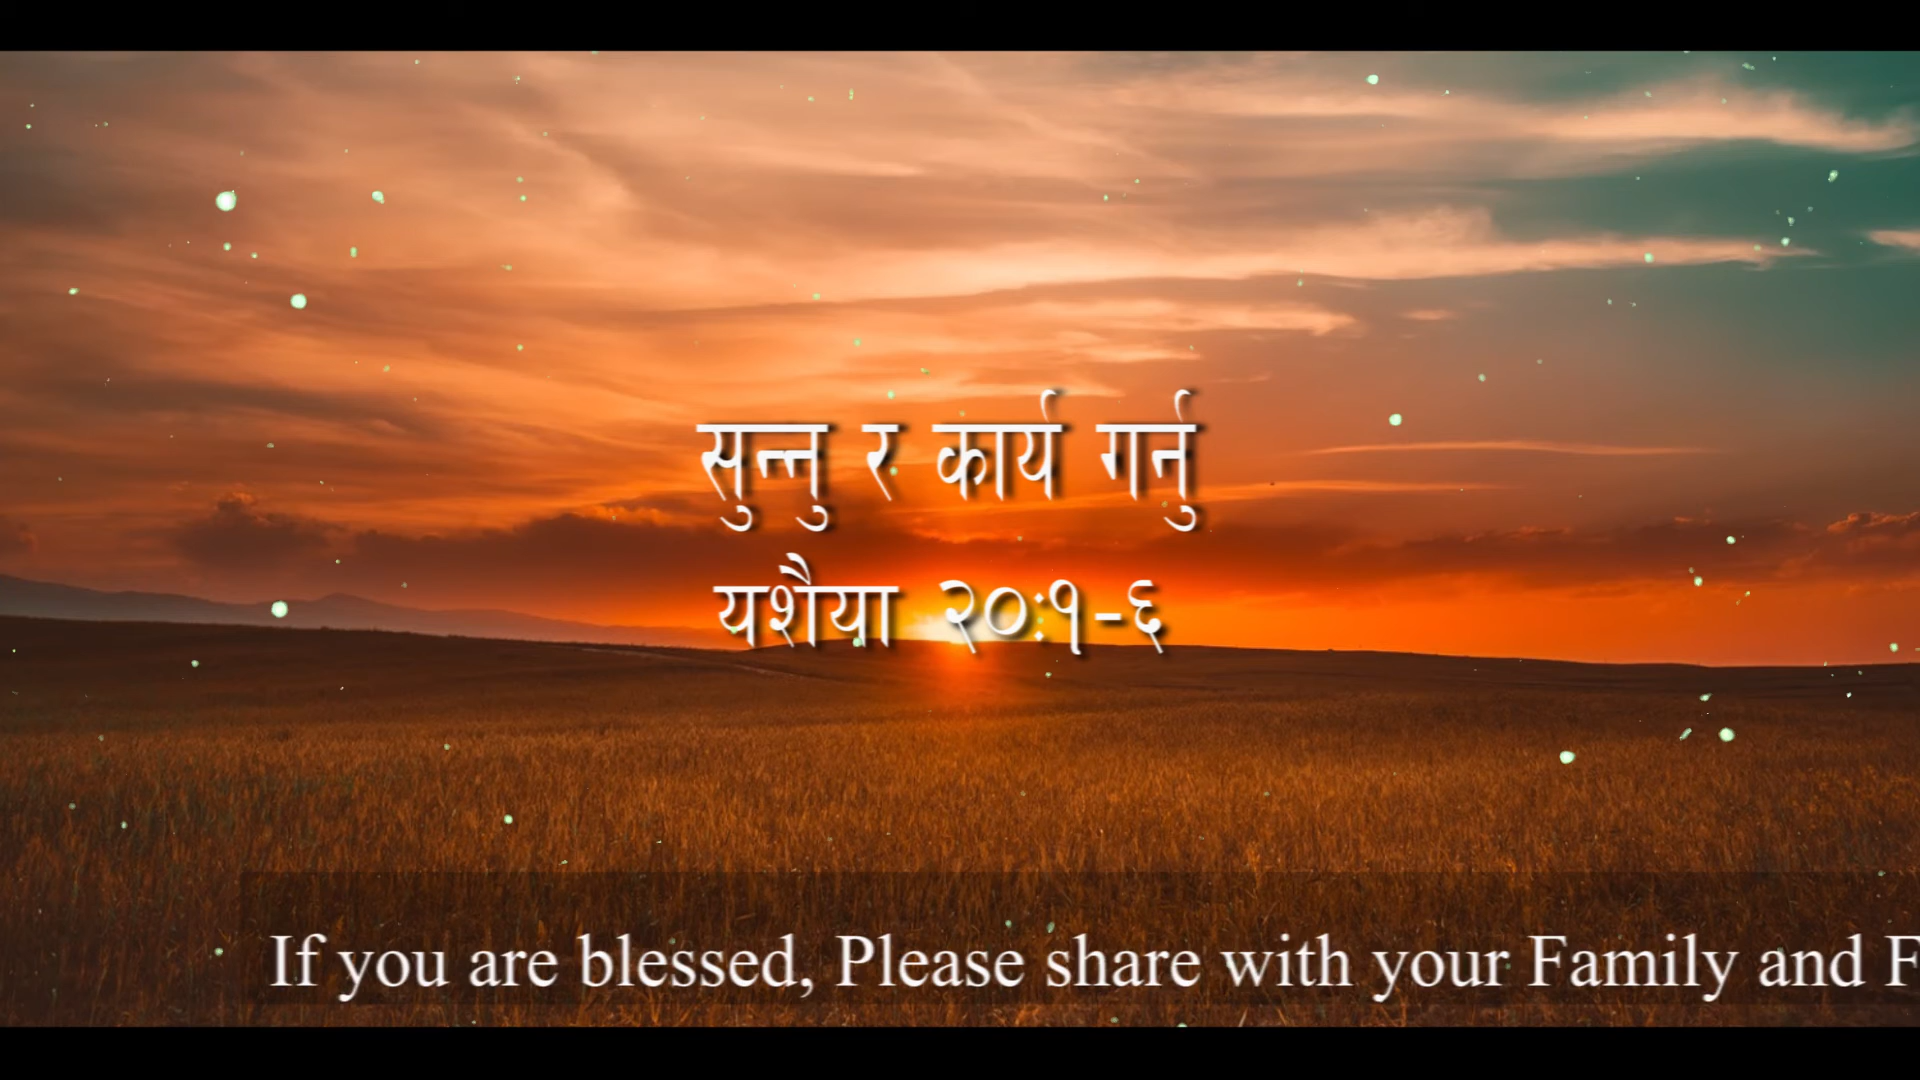 सुन्नु र कार्य गर्नु
यशैया २०:१-६
If you are blessed, Please share with your Family and F